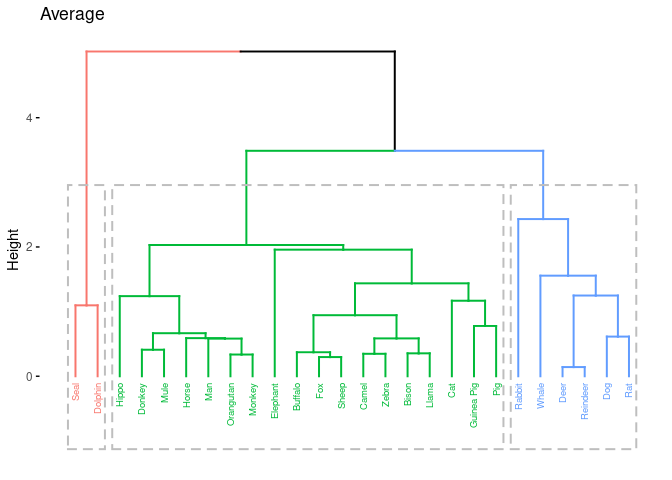 Average
Height
4
2
0
Seal
Dolphin
Hippo
Donkey
Mule
Horse
Man
Orangutan
Monkey
Elephant
Buffalo
Fox
Sheep
Camel
Zebra
Bison
Llama
Cat
Guinea Pig
Pig
Rabbit
Whale
Deer
Reindeer
Dog
Rat